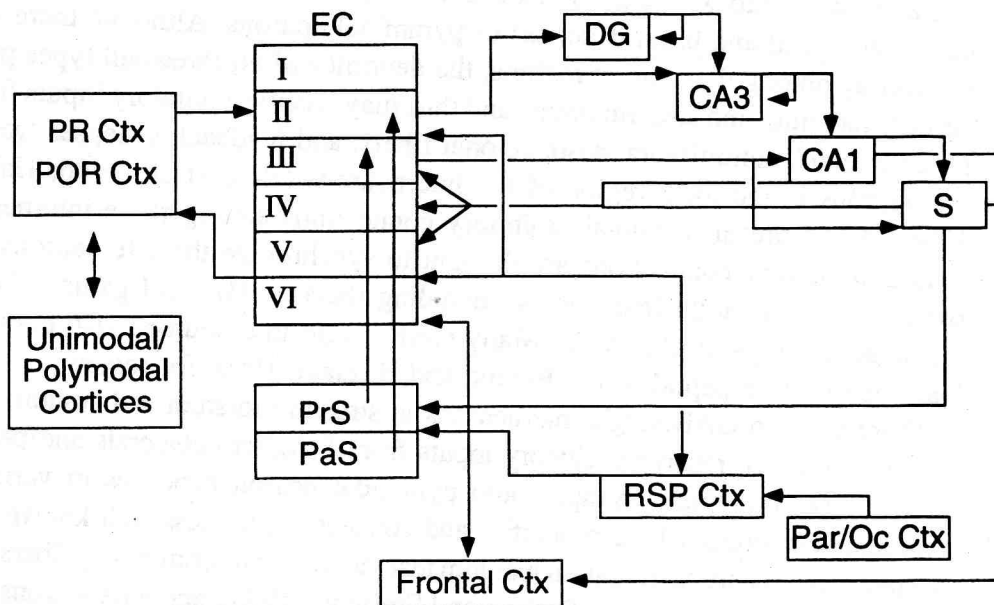 EC
DG
I
II
CA3
PR Ctx
POR Ctx
III
CA1
IV
S
V
VI
Unimodal/
Polymodal
Cortices
PrS
PaS
RSP Ctx
Par/Oc Ctx
Frontal Ctx